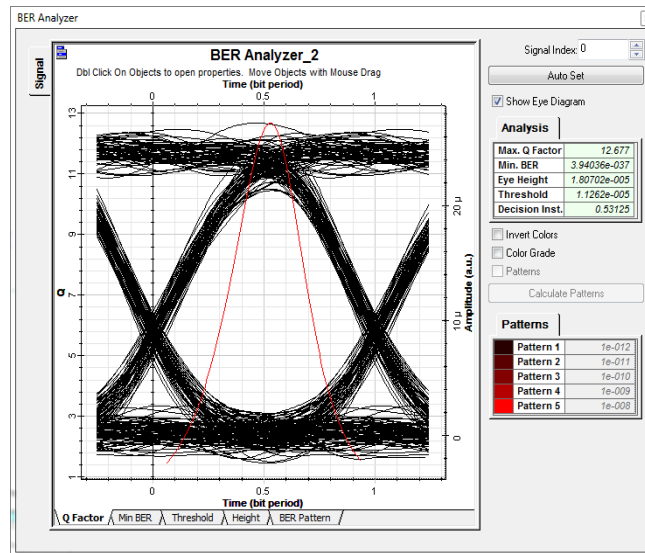 BER Analyzer
Signal
BER Analyzer_2
Dbl Click On Objects to open properties. Move Objects with Mouse Drag
Time (bit period)
0 0.5 1
13
11
9
7
5
3
1
Q
20 µ
10 µ
0
Amplitude (a.u.)
0 0.5 1
Time (bit period)
Q Factor Min BER Threshold Height BER Pattern
Signal Index: 0
Auto Set
Show Eye Diagram
Analysis
Max. Q Factor 12.677
Min. BER 3.94036e-037
Eye Height 1.80702e-005
Threshold 1.1262e-005
Decision Inst. 0.53125
Invert Colors
Color Grade
Patterns
Calculate Patterns
Patterns
Pattern 1 1e-012
Pattern 2 1e-011
Pattern 3 1e-010
Pattern 4 1e-009
Pattern 5 1e-008